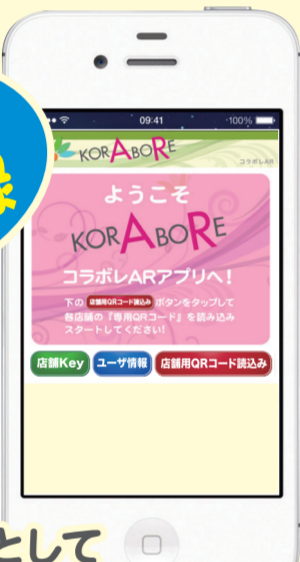 09:41
100%
KORABORE
コラボレAR
ようこそ
KORABORE
コラボレARアプリへ!
下の 店舗用QRコード読込み ボタンをタップして
各店舗の『専用QRコード』を読み込み
スタートしてください!
店舗Key
ユーザ情報
店舗用QRコード読込み
として